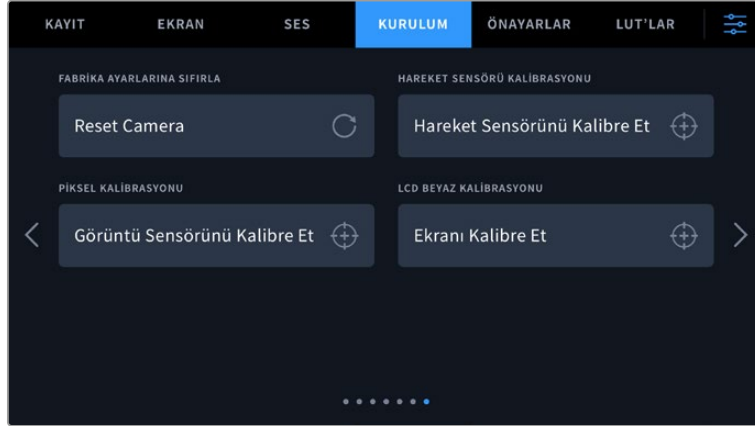 KAYIT EKRAN SES KURULUM ÖNAYARLAR LUT'LAR
FABRİKA AYARLARINA SIFIRLA HAREKET SENSÖRÜ KALİBRASYONU
Reset Camera Hareket Sensörünü Kalibre Et
PİKSEL KALİBRASYONU LCD BEYAZ KALİBRASYONU
Görüntü Sensörünü Kalibre Et Ekranı Kalibre Et